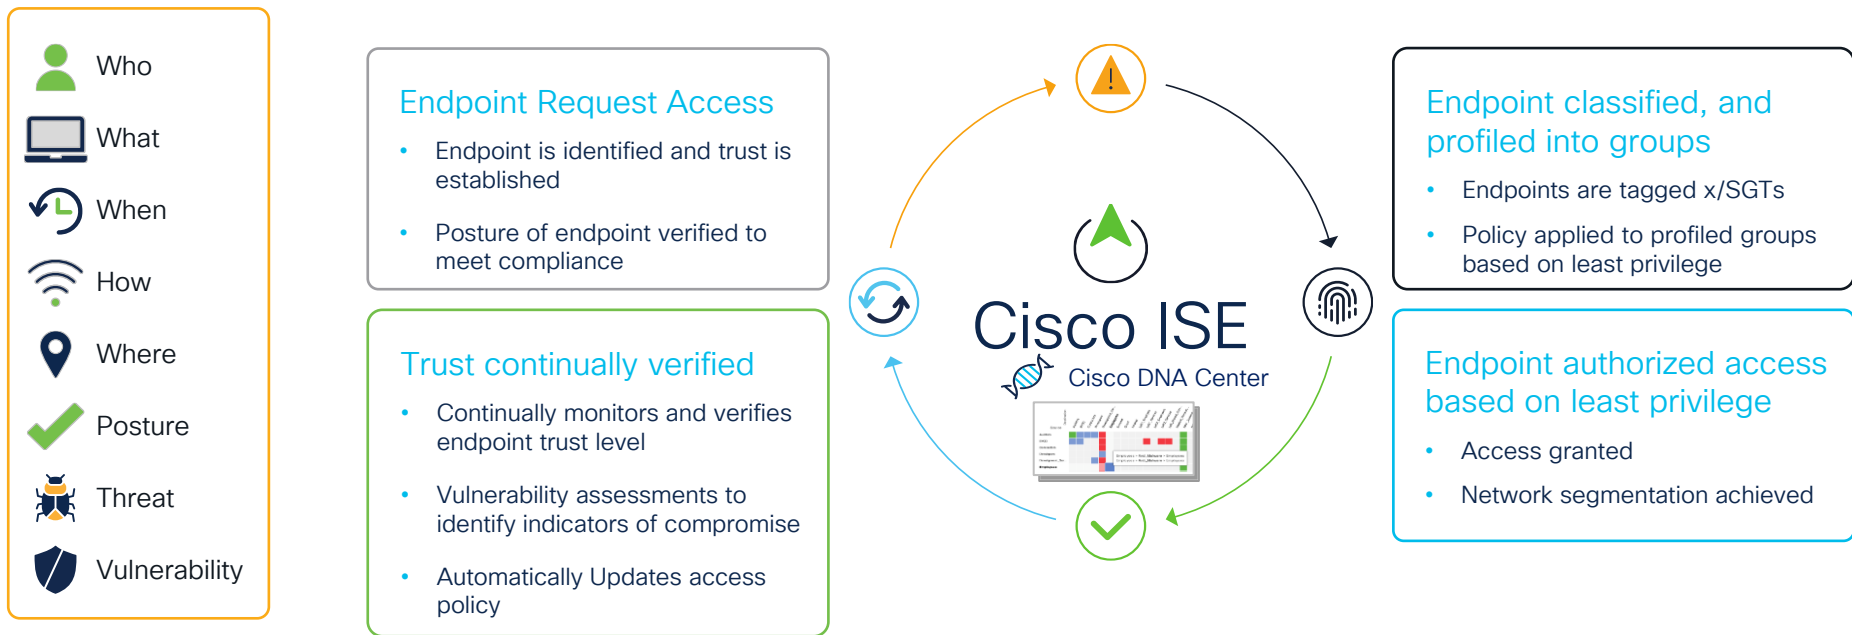 Who
What
When
How
Where
Posture
Threat
Vulnerability
Endpoint Request Access
• Endpoint is identified and trust is
established
• Posture of endpoint verified to
meet compliance
Trust continually verified
• Continually monitors and verifies
endpoint trust level
• Vulnerability assessments to
identify indicators of compromise
• Automatically Updates access
policy
Cisco ISE
Cisco DNA Center
Endpoint classified, and
profiled into groups
• Endpoints are tagged x/SGTs
• Policy applied to profiled groups
based on least privilege
Endpoint authorized access
based on least privilege
• Access granted
• Network segmentation achieved